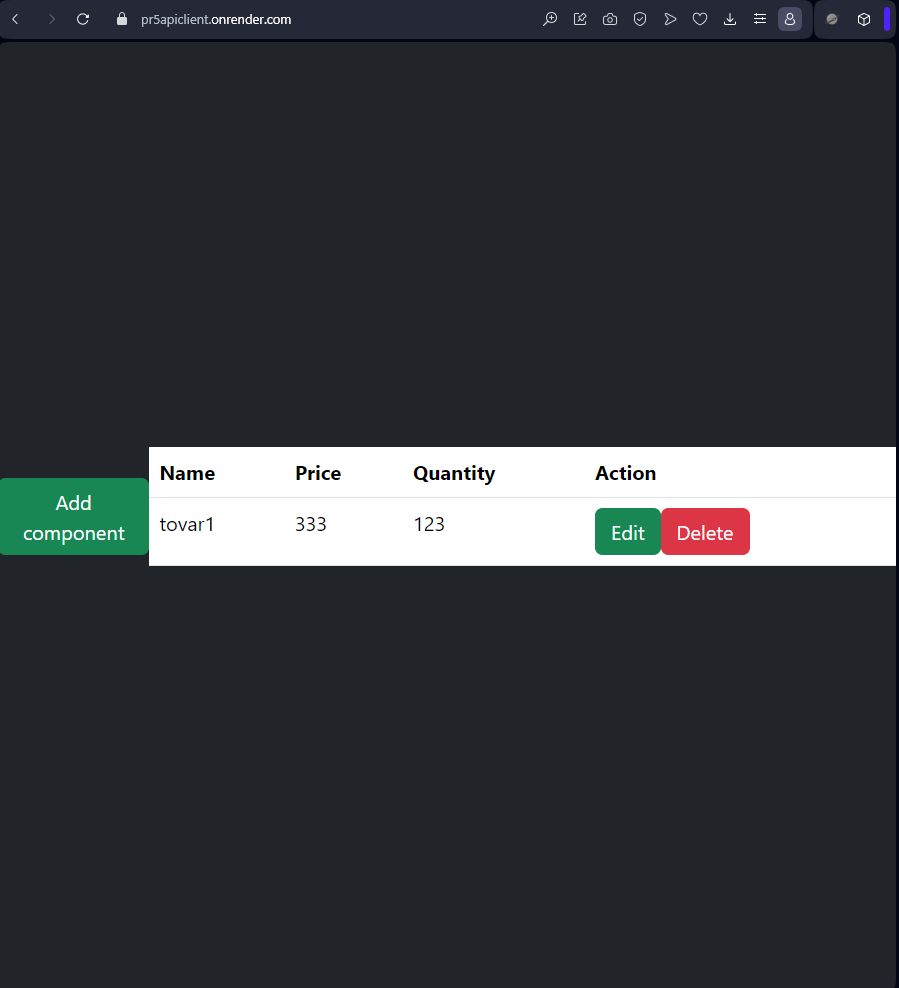 pr5apiclient.onrender.com
Name Price Quantity Action
Add
component
tovar1 333 123 Edit Delete